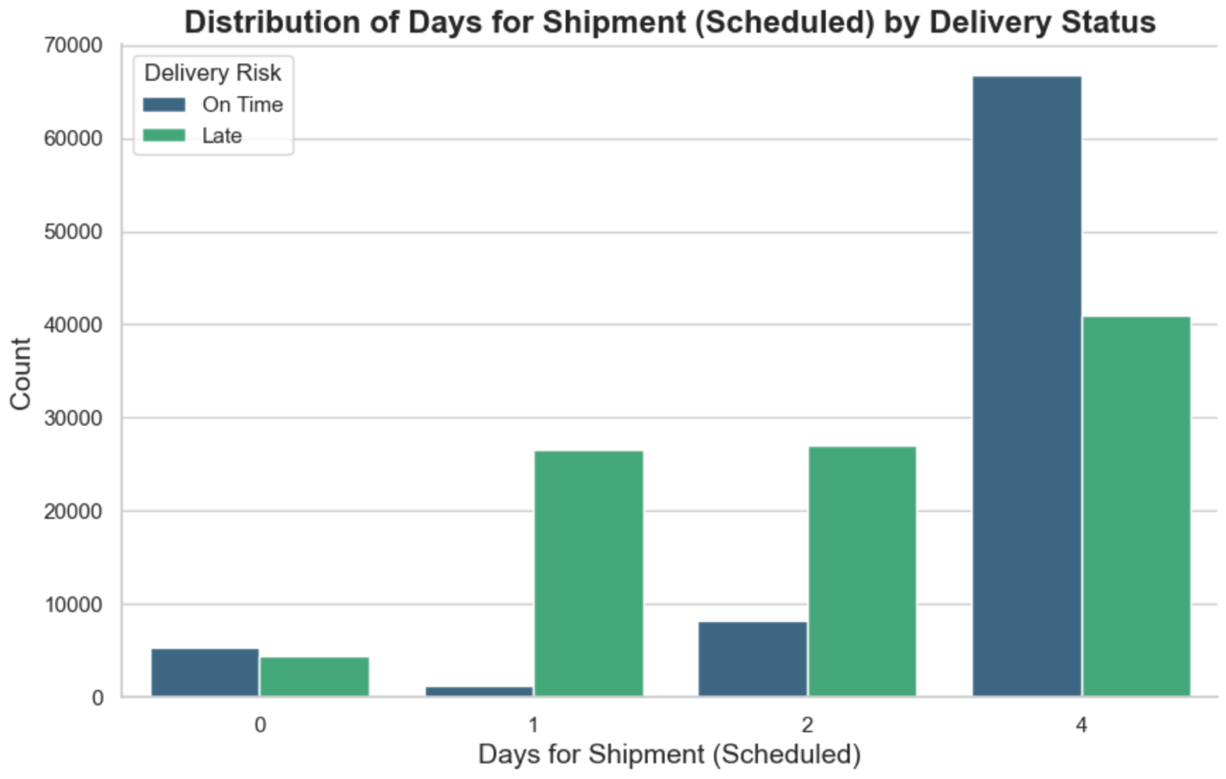 Distribution of Days for Shipment (Scheduled) by Delivery Status
70000
60000
50000
40000
30000
20000
10000
0
Count
Delivery Risk
On Time
Late
0 1 2 4
Days for Shipment (Scheduled)